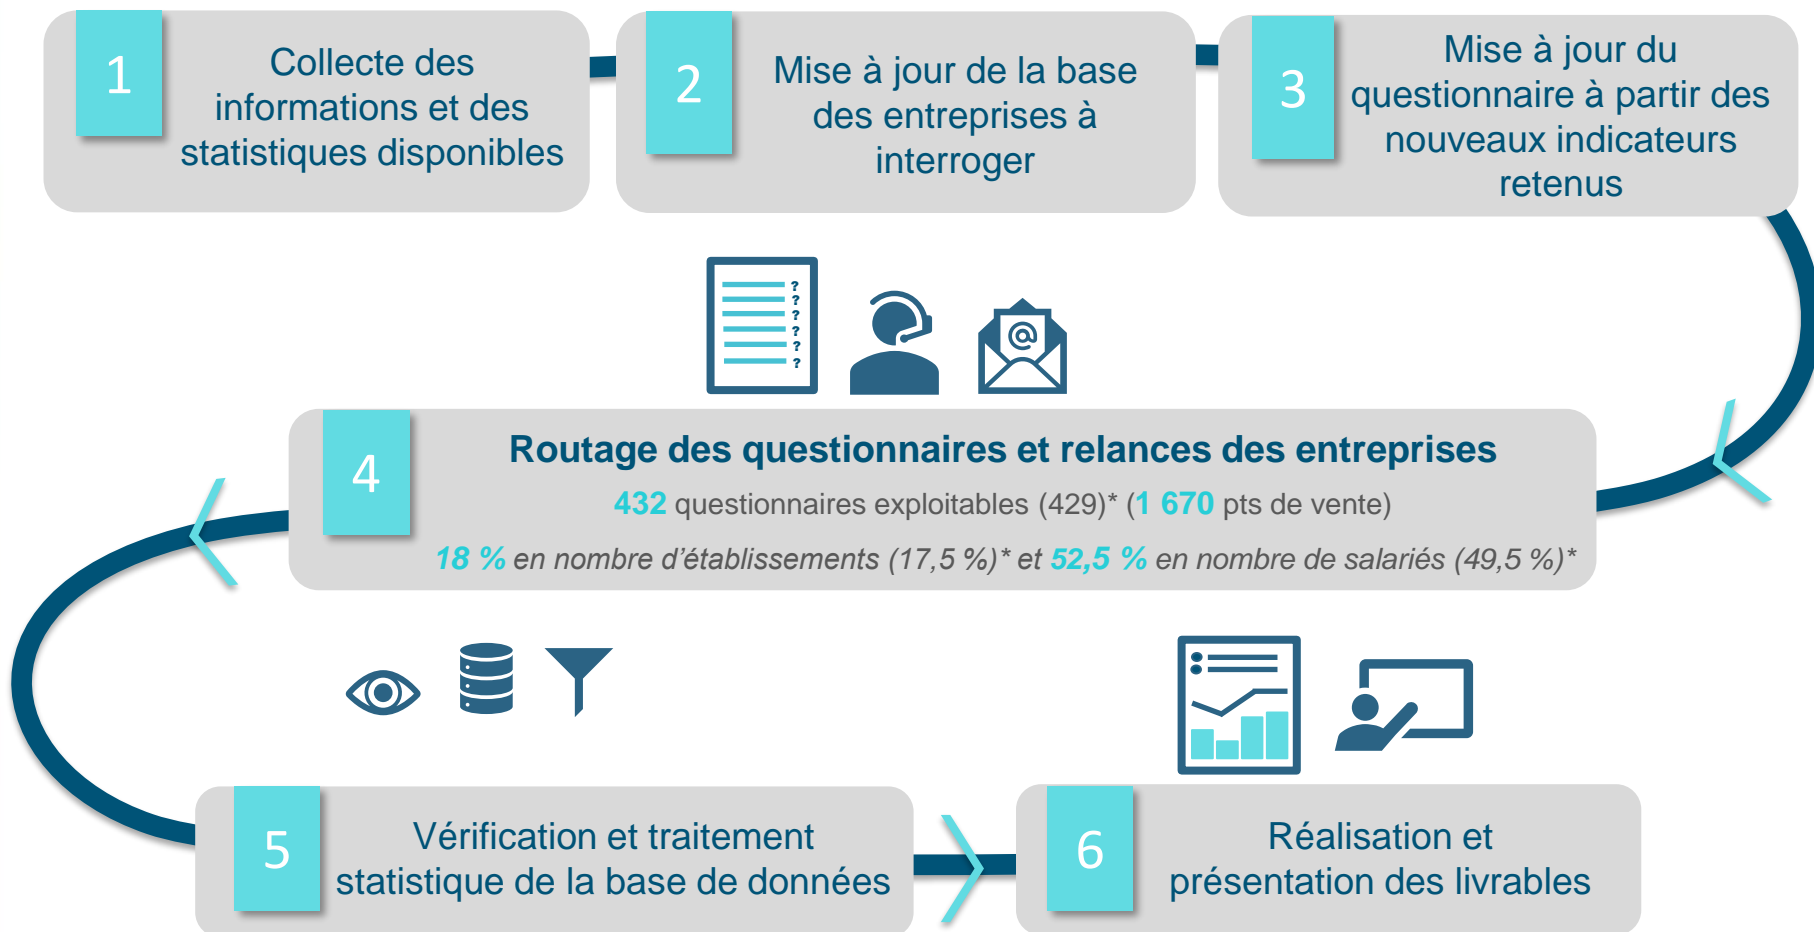 1
Collecte des
informations et des
statistiques disponibles
2
Mise à jour de la base
des entreprises à
interroger
3
Mise à jour du
questionnaire à partir des
nouveaux indicateurs
retenus
?
?
?
?
?
?
@
4
Routage des questionnaires et relances des entreprises
432 questionnaires exploitables (429)* (1 670 pts de vente)
18 % en nombre d’établissements (17,5 %)* et 52,5 % en nombre de salariés (49,5 %)*
5
Vérification et traitement
statistique de la base de données
6
Réalisation et
présentation des livrables